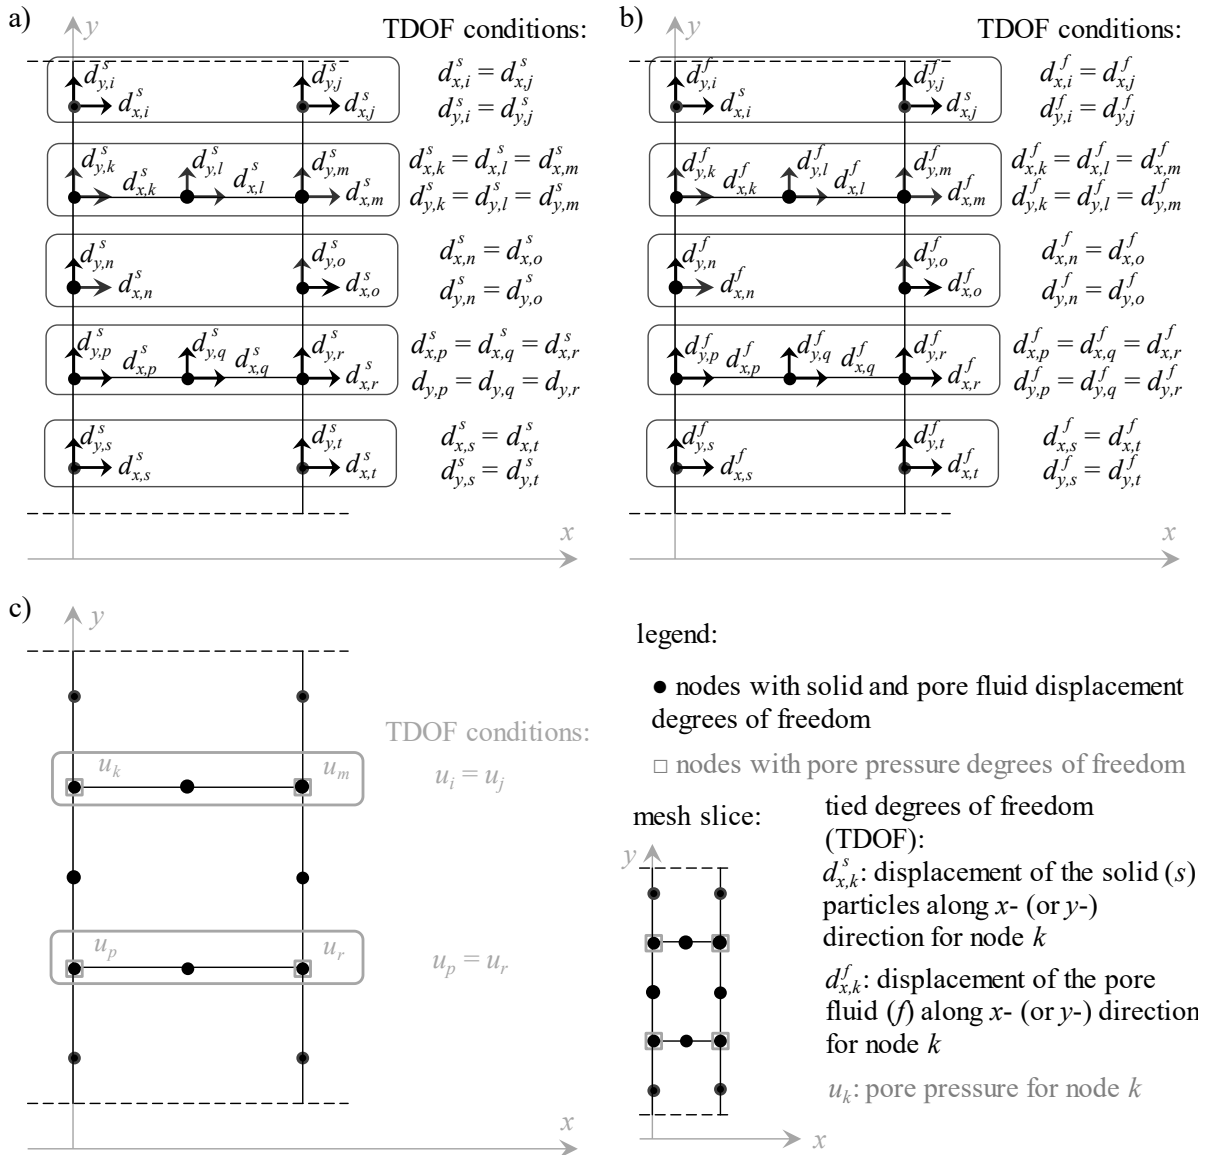 a)
y
TDOF conditions:
d^s_{y,i}
d^s_{x,i}
d^s_{y,j}
d^s_{x,j}
d^s_{x,i} = d^s_{x,j}
d^s_{y,i} = d^s_{y,j}
d^s_{y,k}
d^s_{x,k}
d^s_{y,l}
d^s_{x,l}
d^s_{y,m}
d^s_{x,m}
d^s_{x,k} = d^s_{x,l} = d^s_{x,m}
d^s_{y,k} = d^s_{y,l} = d^s_{y,m}
d^s_{y,n}
d^s_{x,n}
d^s_{y,o}
d^s_{x,o}
d^s_{x,n} = d^s_{x,o}
d^s_{y,n} = d^s_{y,o}
d^s_{y,p}
d^s_{x,p}
d^s_{y,q}
d^s_{x,q}
d^s_{y,r}
d^s_{x,r}
d^s_{x,p} = d^s_{x,q} = d^s_{x,r}
d_{y,p} = d_{y,q} = d_{y,r}
d^s_{y,s}
d^s_{x,s}
d^s_{y,t}
d^s_{x,t}
d^s_{x,s} = d^s_{x,t}
d^s_{y,s} = d^s_{y,t}
x
b)
y
TDOF conditions:
d^f_{y,i}
d^s_{x,i}
d^f_{y,j}
d^s_{x,j}
d^f_{x,i} = d^f_{x,j}
d^f_{y,i} = d^f_{y,j}
d^f_{y,k}
d^f_{x,k}
d^f_{y,l}
d^f_{x,l}
d^f_{y,m}
d^f_{x,m}
d^f_{x,k} = d^f_{x,l} = d^f_{x,m}
d^f_{y,k} = d^f_{y,l} = d^f_{y,m}
d^f_{y,n}
d^f_{x,n}
d^f_{y,o}
d^f_{x,o}
d^f_{x,n} = d^f_{x,o}
d^f_{y,n} = d^f_{y,o}
d^f_{y,p}
d^f_{x,p}
d^f_{y,q}
d^f_{x,q}
d^f_{y,r}
d^f_{x,r}
d^f_{x,p} = d^f_{x,q} = d^f_{x,r}
d^f_{y,p} = d^f_{y,q} = d^f_{y,r}
d^f_{y,s}
d^f_{x,s}
d^f_{y,t}
d^f_{x,t}
d^f_{x,s} = d^f_{x,t}
d^f_{y,s} = d^f_{y,t}
x
c)
y
TDOF conditions:
u_k
u_m
u_i = u_j
u_p
u_r
u_p = u_r
x
legend:
● nodes with solid and pore fluid displacement
degrees of freedom
□ nodes with pore pressure degrees of freedom
mesh slice:
y
x
tied degrees of freedom
(TDOF):
d^s_{x,k}: displacement of the solid (s)
particles along x- (or y-)
direction for node k
d^f_{x,k}: displacement of the pore
fluid (f) along x- (or y-) direction
for node k
u_k: pore pressure for node k